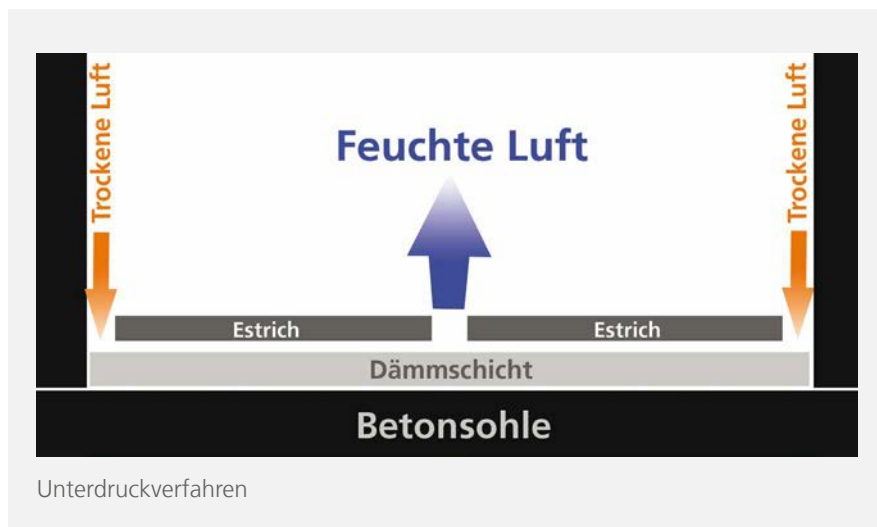 Trockene Luft
Trockene Luft
Feuchte Luft
Estrich
Estrich
Dämmschicht
Betonsohle
Unterdruckverfahren